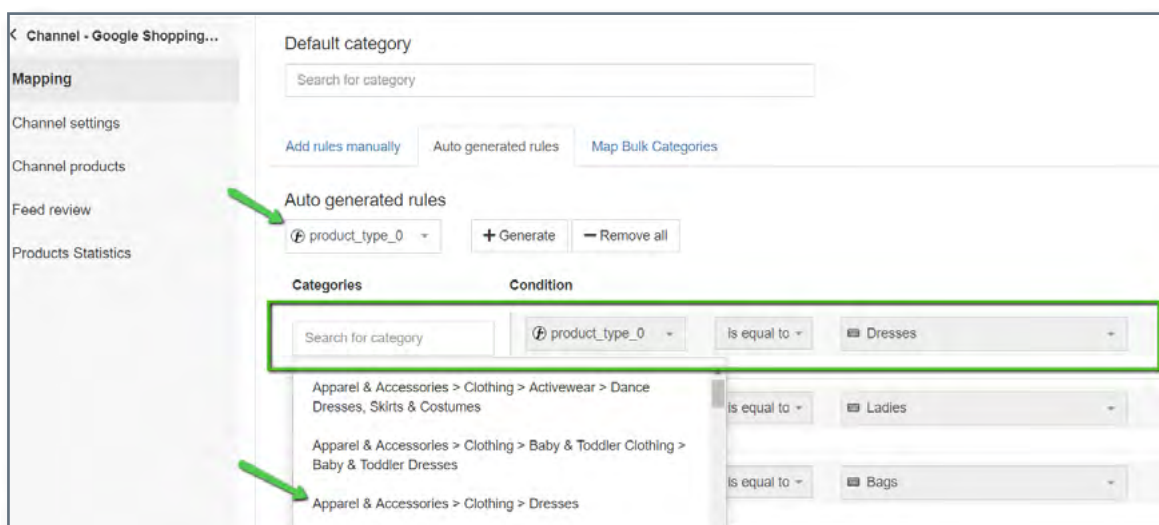 Channel - Google Shopping...
Mapping
Channel settings
Channel products
Feed review
Products Statistics
Default category
Search for category
Add rules manually
Auto generated rules
Map Bulk Categories
Auto generated rules
product_type_0
+ Generate
− Remove all
Categories
Condition
Search for category
product_type_0
is equal to
Dresses
Apparel & Accessories > Clothing > Activewear > Dance
Dresses, Skirts & Costumes
Apparel & Accessories > Clothing > Baby & Toddler Clothing >
Baby & Toddler Dresses
Apparel & Accessories > Clothing > Dresses
is equal to
Ladies
is equal to
Bags